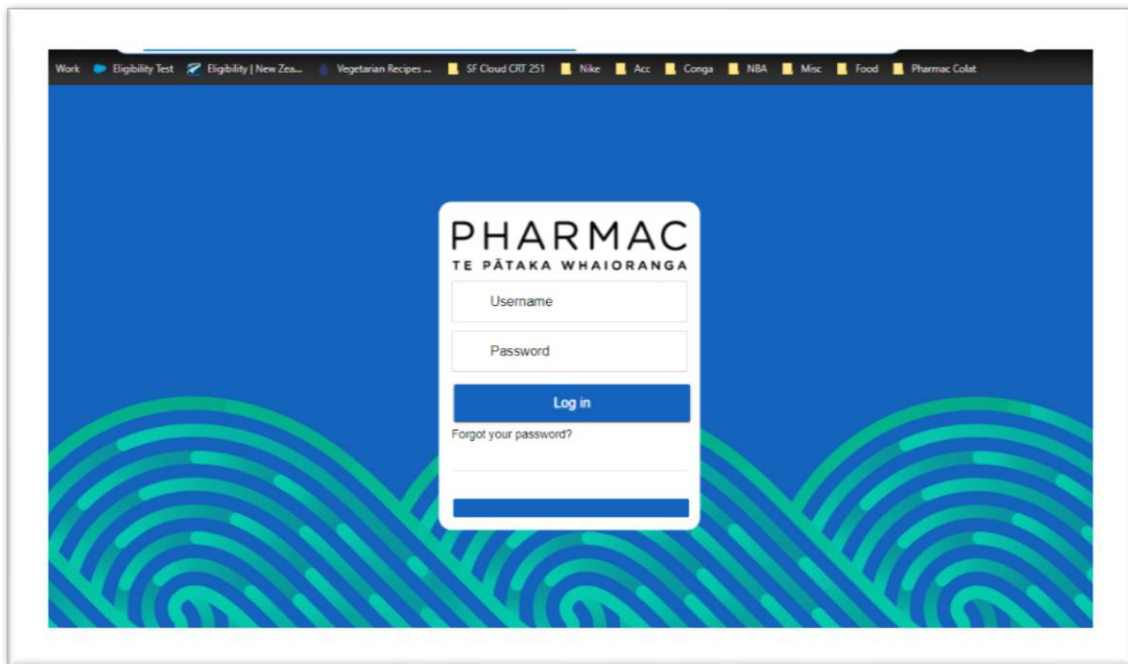 Work Eligibility Test Eligibility | New Zea... Vegetarian Recipes ... SF Cloud CRT 251 Nike Acc Conga NBA Misc Food Pharmac Colat
PHARMAC
TE PĀTAKA WHAIORANGA
Username
Password
Log in
Forgot your password?